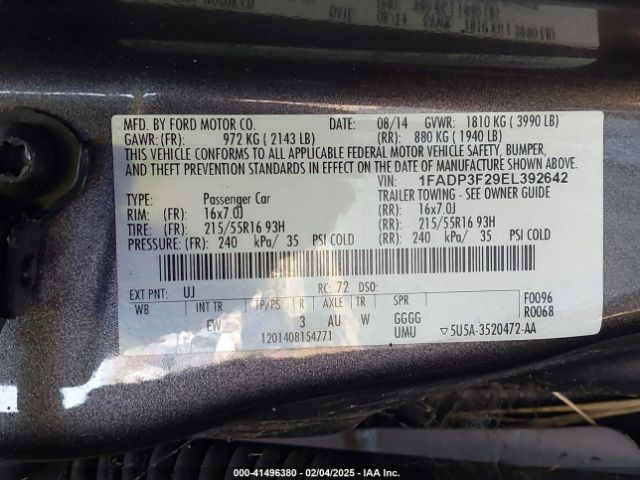 MFD. BY FORD MOTOR CO. DATE: 08/14 GVWR: 1810 KG ( 3990 LB)
GAWR: (FR): 972 KG ( 2143 LB) (RR): 880 KG ( 1940 LB)
THIS VEHICLE CONFORMS TO ALL APPLICABLE FEDERAL MOTOR VEHICLE SAFETY, BUMPER,
AND THEFT PREVENTION STANDARDS IN EFFECT ON THE DATE OF MANUFACTURE SHOWN ABOVE.
VIN: 1FADP3F29EL392642
TYPE: Passenger Car TRAILER TOWING - SEE OWNER GUIDE
RIM: (FR) 16x7.0J (RR): 16x7.0J
TIRE: (FR) 215/55R16 93H (RR): 215/55R16 93H
PRESSURE: (FR): 240 kPa/ 35 PSI COLD (RR): 240 kPa/ 35 PSI COLD
EXT PNT: UJ RC: 72 DSO: F0096
WB INT TR TP/PS R AXLE TR SPR R0068
EW 3 AU W GGGG
1201408154771 UMU ▽5U5A-3520472-AA
000-41496380 - 02/04/2025 - IAA Inc.